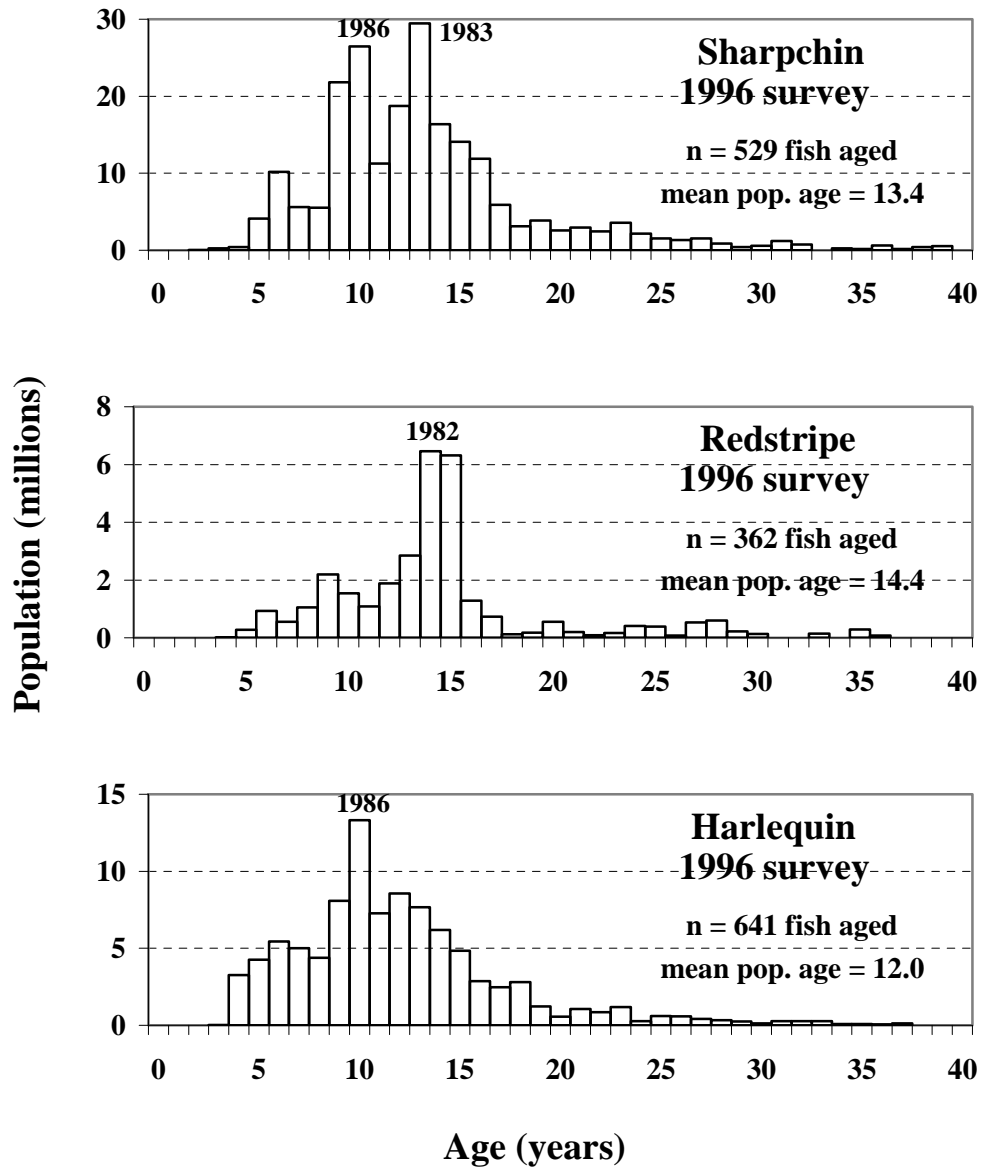 30
20
10
0
1986
1983
Sharpchin
1996 survey
n = 529 fish aged
mean pop. age = 13.4
0 5 10 15 20 25 30 35 40
Population (millions)
8
6
4
2
0
1982
Redstripe
1996 survey
n = 362 fish aged
mean pop. age = 14.4
0 5 10 15 20 25 30 35 40
15
10
5
0
1986
Harlequin
1996 survey
n = 641 fish aged
mean pop. age = 12.0
0 5 10 15 20 25 30 35 40
Age (years)